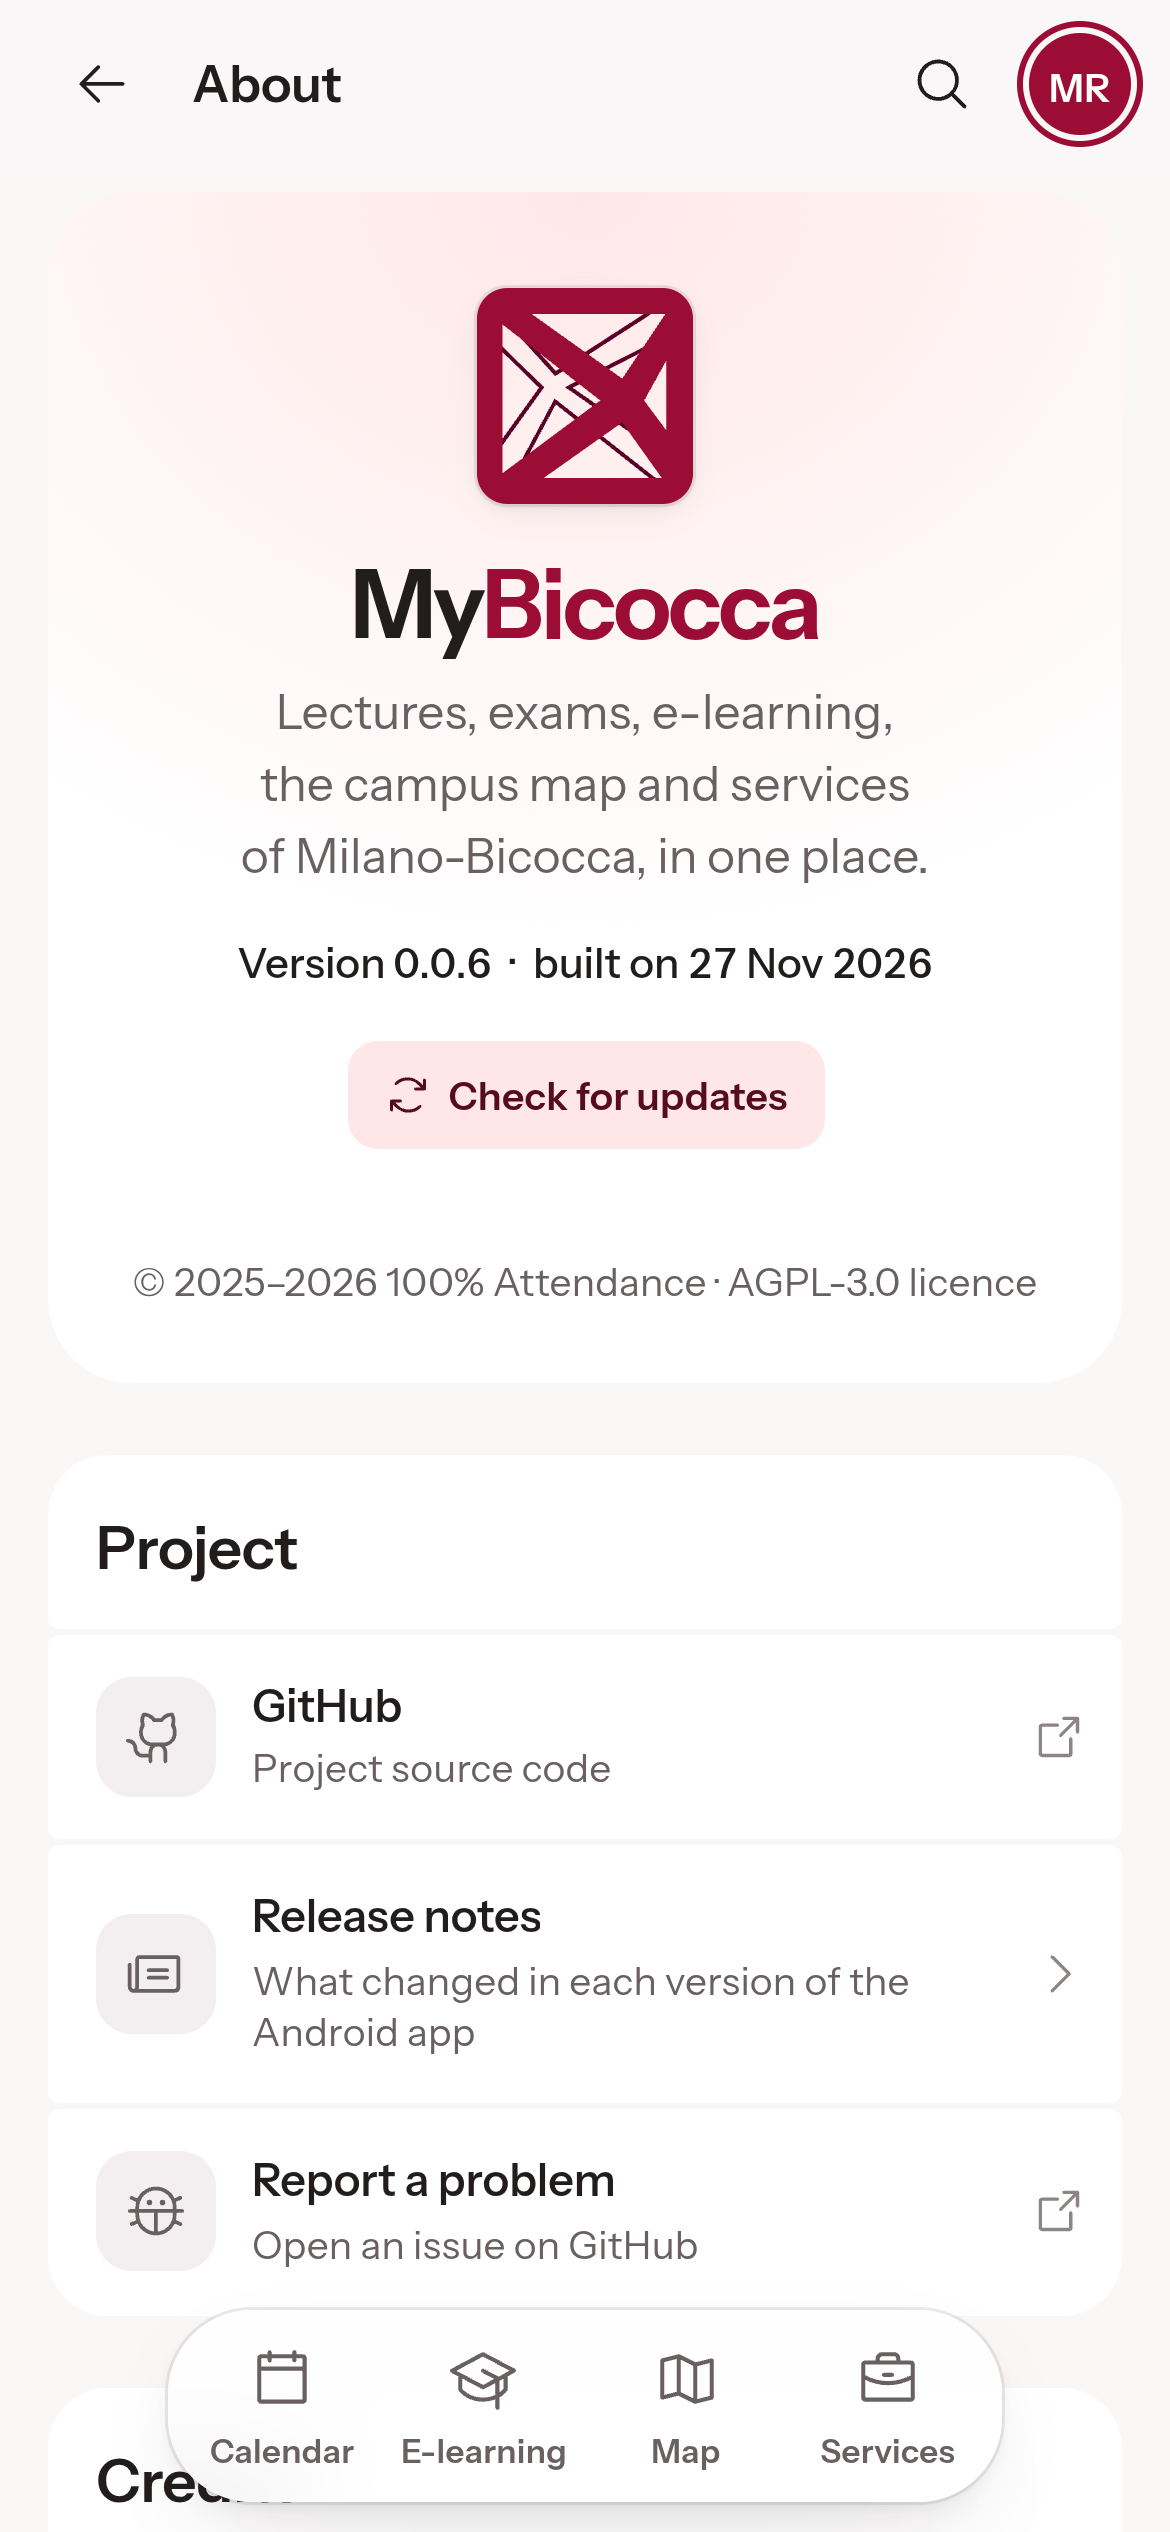 About
MR
MyBicocca
Lectures, exams, e-learning,
the campus map and services
of Milano-Bicocca, in one place.
Version 0.0.6 · built on 27 Nov 2026
Check for updates
© 2025–2026 100% Attendance · AGPL-3.0 licence
Project
GitHub
Project source code
Release notes
What changed in each version of the
Android app
Report a problem
Open an issue on GitHub
Calendar
E-learning
Map
Services